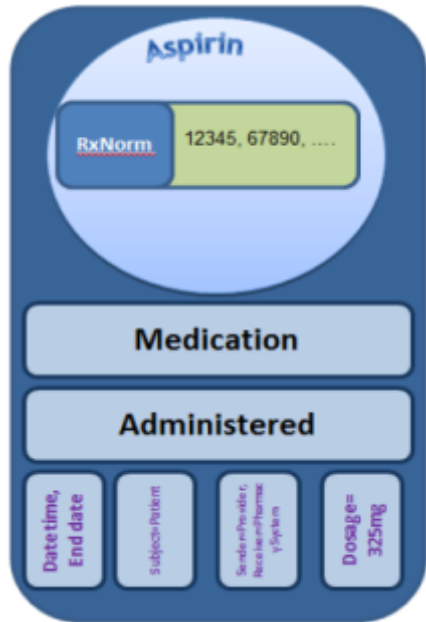 Aspirin
RxNorm
12345, 67890, ....
Medication
Administered
Datetime,
End date
Subject=Patient
Sender=Provider,
Receiver=Pharmac
y System
Dosage=
325mg